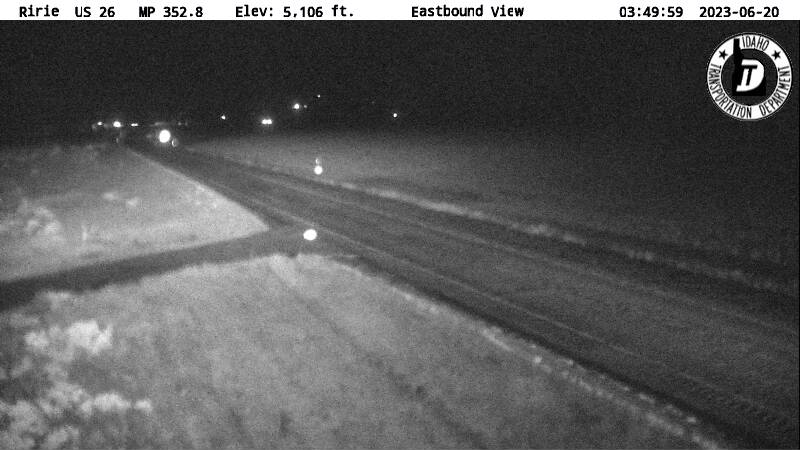 Ririe US 26 MP 352.8 Elev: 5,106 ft. Eastbound View 03:49:59 2023-06-20
IDAHO
TRANSPORTATION DEPARTMENT